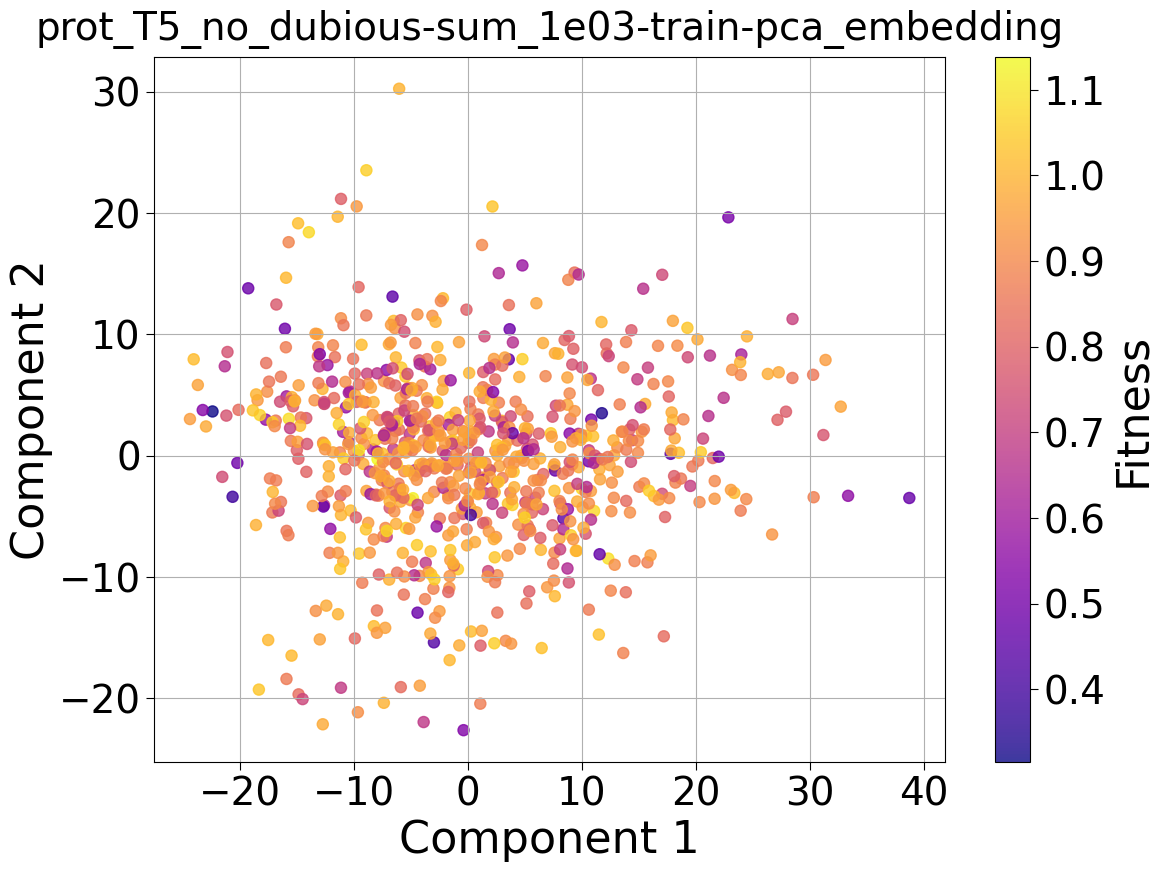 prot_T5_no_dubious-sum_1e03-train-pca_embedding
30
20
10
0
−10
−20
Component 2
−20 −10 0 10 20 30 40
Component 1
1.1
1.0
0.9
0.8
0.7
0.6
0.5
0.4
Fitness